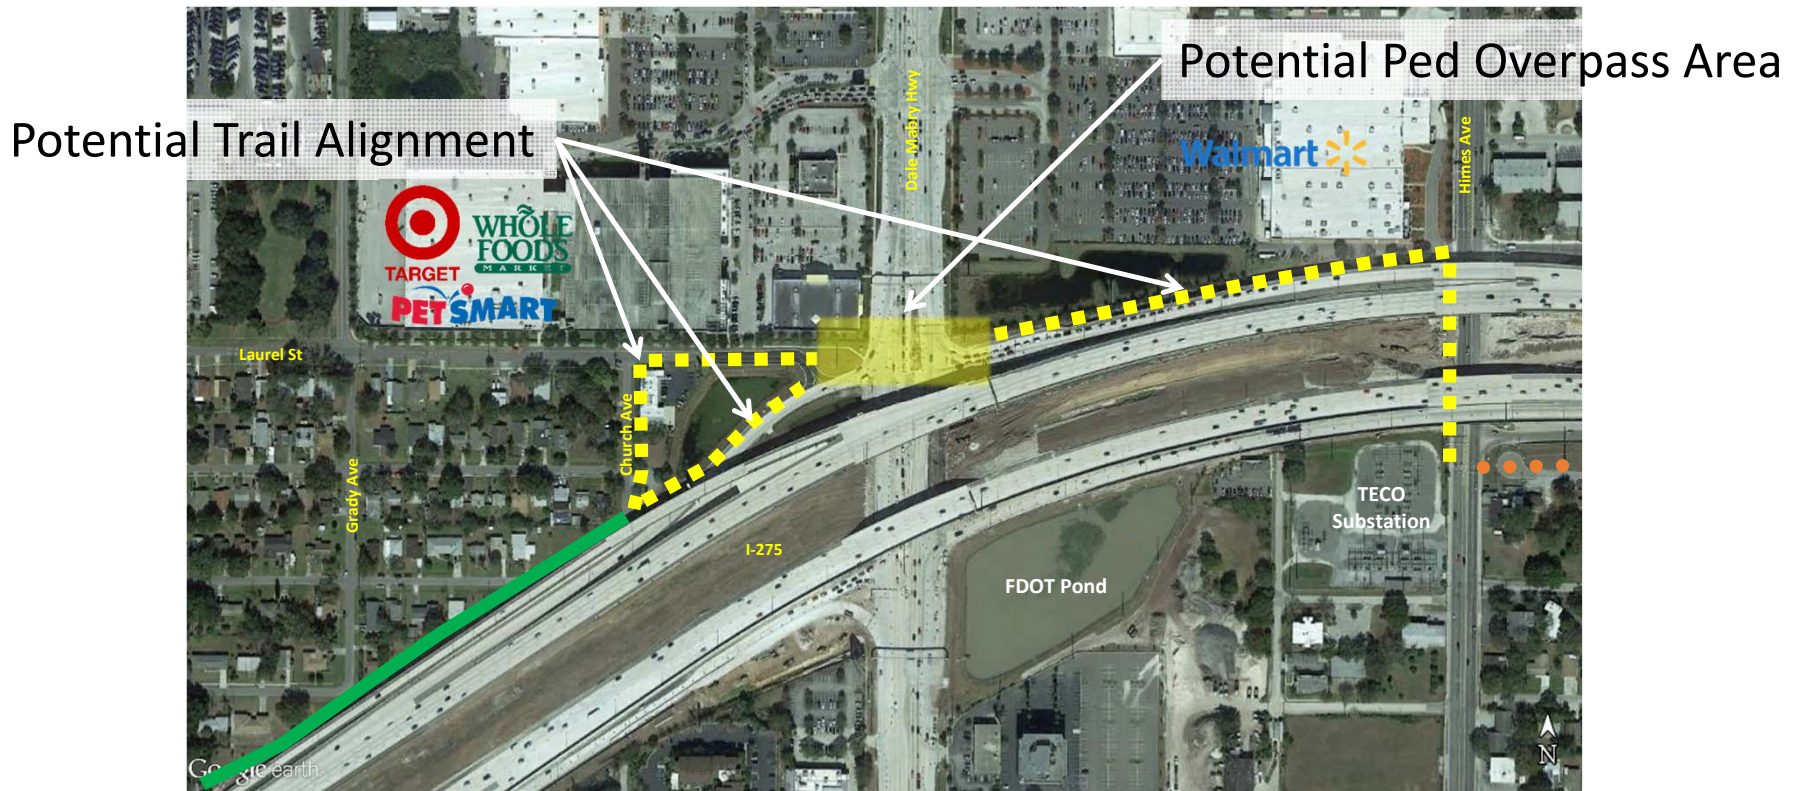 Potential Ped Overpass Area
Potential Trail Alignment
Dale Mabry Hwy
Himes Ave
Walmart
TARGET
WHOLE
FOODS
MARKET
PETSMART
Laurel St
Church Ave
Grady Ave
I-275
TECO
Substation
FDOT Pond
N
Google earth